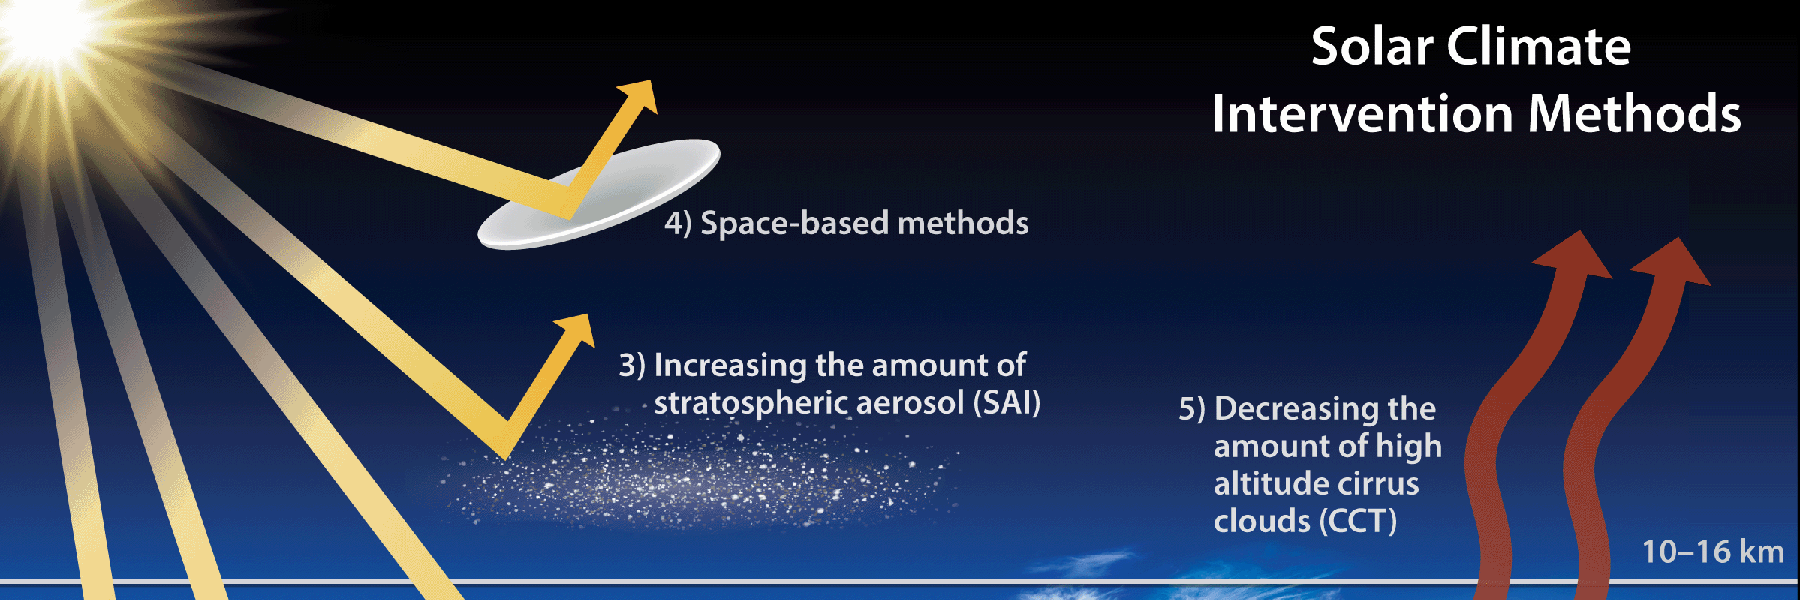 Solar Climate
Intervention Methods
4) Space-based methods
3) Increasing the amount of
stratospheric aerosol (SAI)
5) Decreasing the
amount of high
altitude cirrus
clouds (CCT)
10–16 km